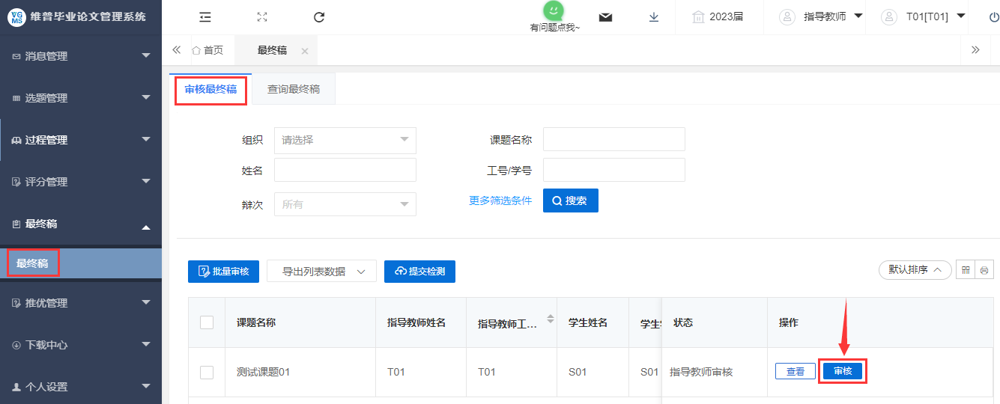 VG
MS
维普毕业论文管理系统
有问题点我~
2023届
指导教师
T01[T01]
消息管理
选题管理
过程管理
评分管理
最终稿
最终稿
推优管理
下载中心
个人设置
首页
最终稿
审核最终稿
查询最终稿
组织
请选择
课题名称
姓名
工号/学号
辩次
所有
更多筛选条件
搜索
批量审核
导出列表数据
提交检测
默认排序
课题名称
指导教师姓名
指导教师工...
学生姓名
学生
状态
操作
测试课题01
T01
T01
S01
S01
指导教师审核
查看
审核